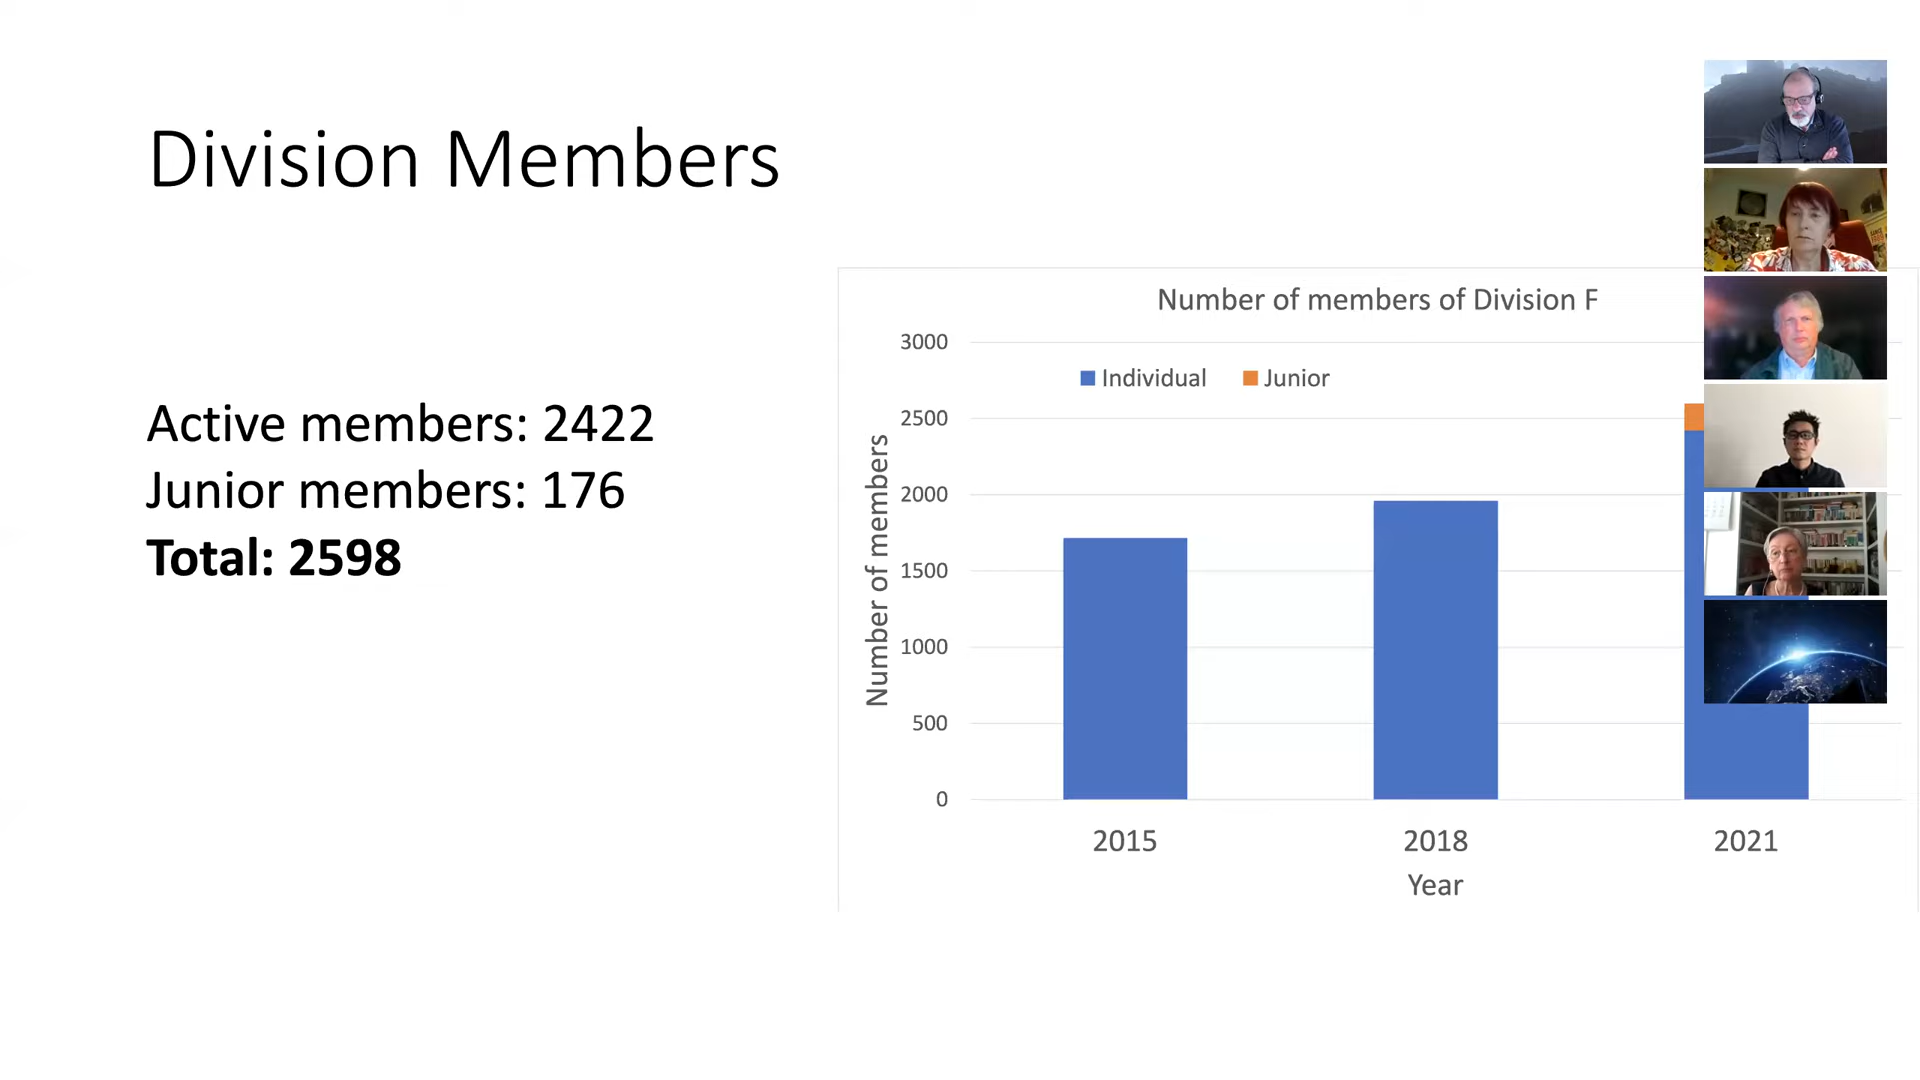 Division Members
Active members: 2422
Junior members: 176
Total: 2598
Number of members of Division F
Individual
Junior
Number of members
3000
2500
2000
1500
1000
500
0
2015
2018
2021
Year